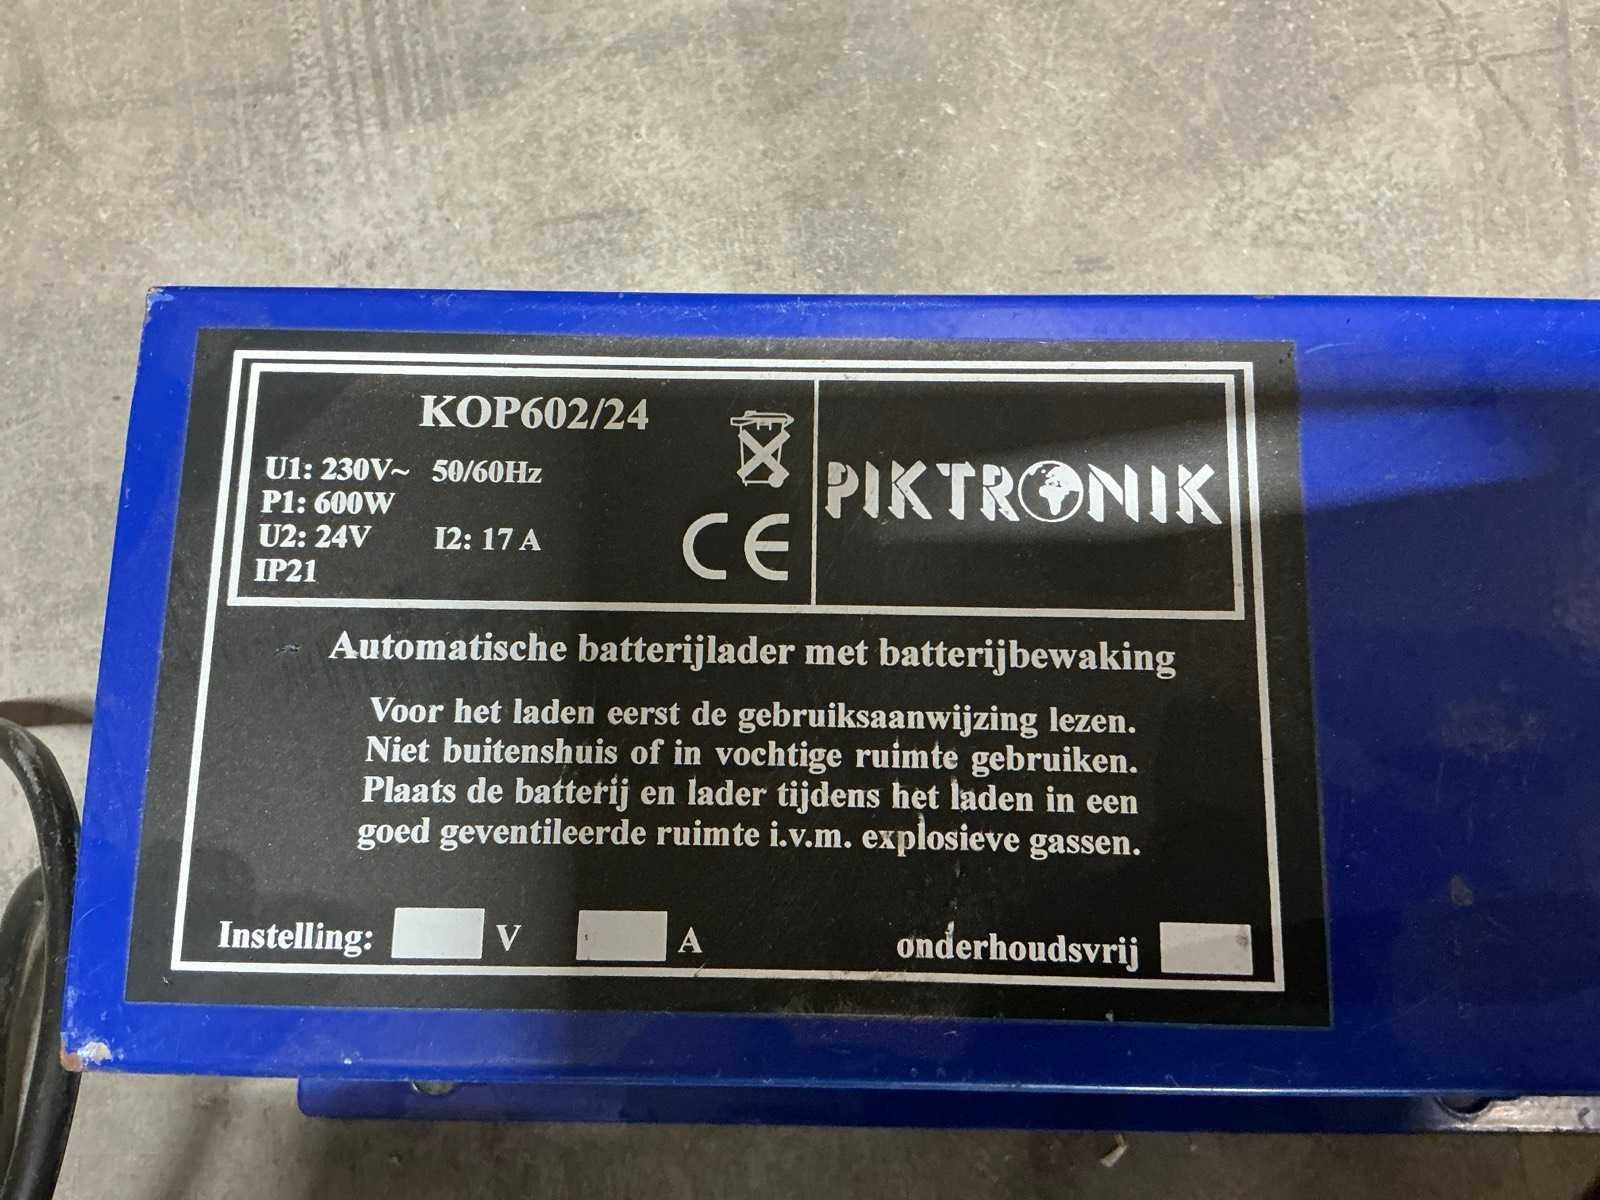 KOP602/24
U1: 230V~ 50/60Hz
P1: 600W
U2: 24V I2: 17 A
IP21
CE
PIKTRONIK
Automatische batterijlader met batterijbewaking
Voor het laden eerst de gebruiksaanwijzing lezen.
Niet buitenshuis of in vochtige ruimte gebruiken.
Plaats de batterij en lader tijdens het laden in een
goed geventileerde ruimte i.v.m. explosieve gassen.
Instelling: V A onderhoudsvrij